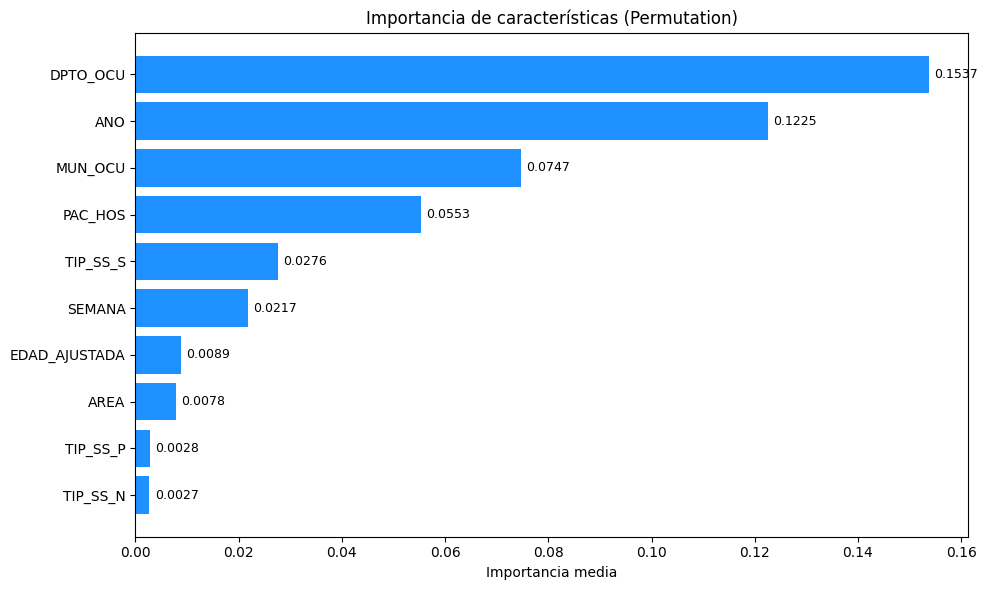 Importancia de características (Permutation)
DPTO_OCU 0.1537
ANO 0.1225
MUN_OCU 0.0747
PAC_HOS 0.0553
TIP_SS_S 0.0276
SEMANA 0.0217
EDAD_AJUSTADA 0.0089
AREA 0.0078
TIP_SS_P 0.0028
TIP_SS_N 0.0027
0.00 0.02 0.04 0.06 0.08 0.10 0.12 0.14 0.16
Importancia media